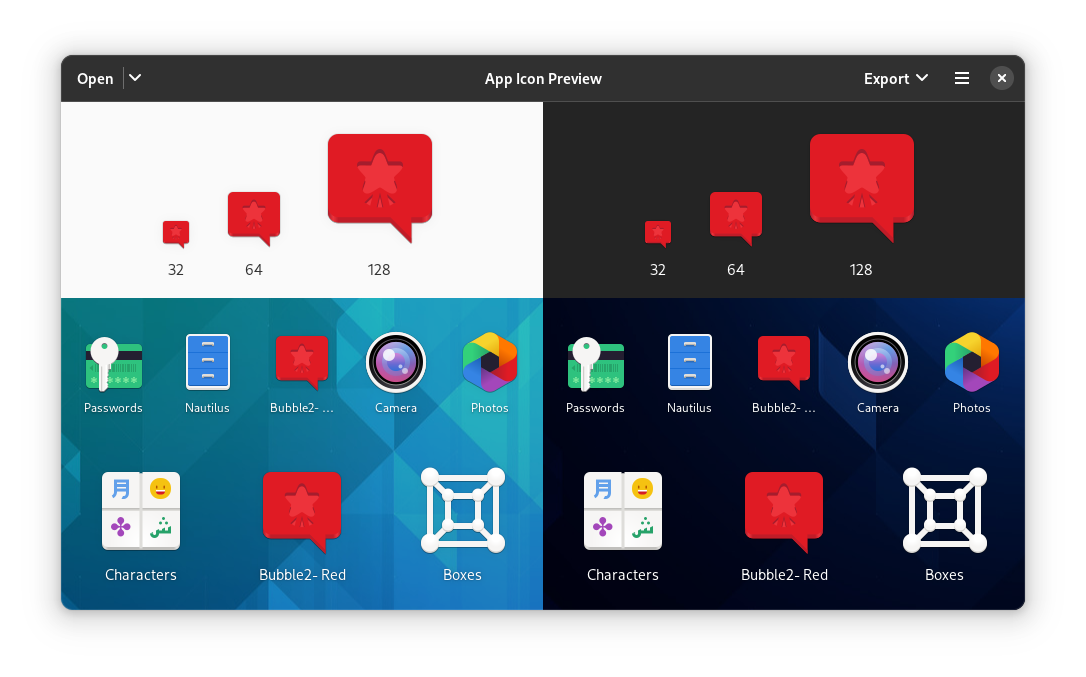 Open
App Icon Preview
Export
32 64 128
32 64 128
Passwords Nautilus Bubble2- ... Camera Photos
Passwords Nautilus Bubble2- ... Camera Photos
月
ش
月
ش
Characters Bubble2- Red Boxes
Characters Bubble2- Red Boxes